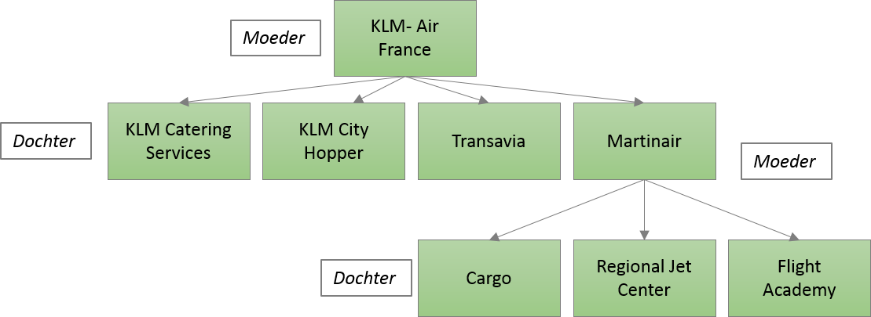 Moeder
KLM- Air
France
Dochter
KLM Catering
Services
KLM City
Hopper
Transavia
Martinair
Moeder
Dochter
Cargo
Regional Jet
Center
Flight
Academy